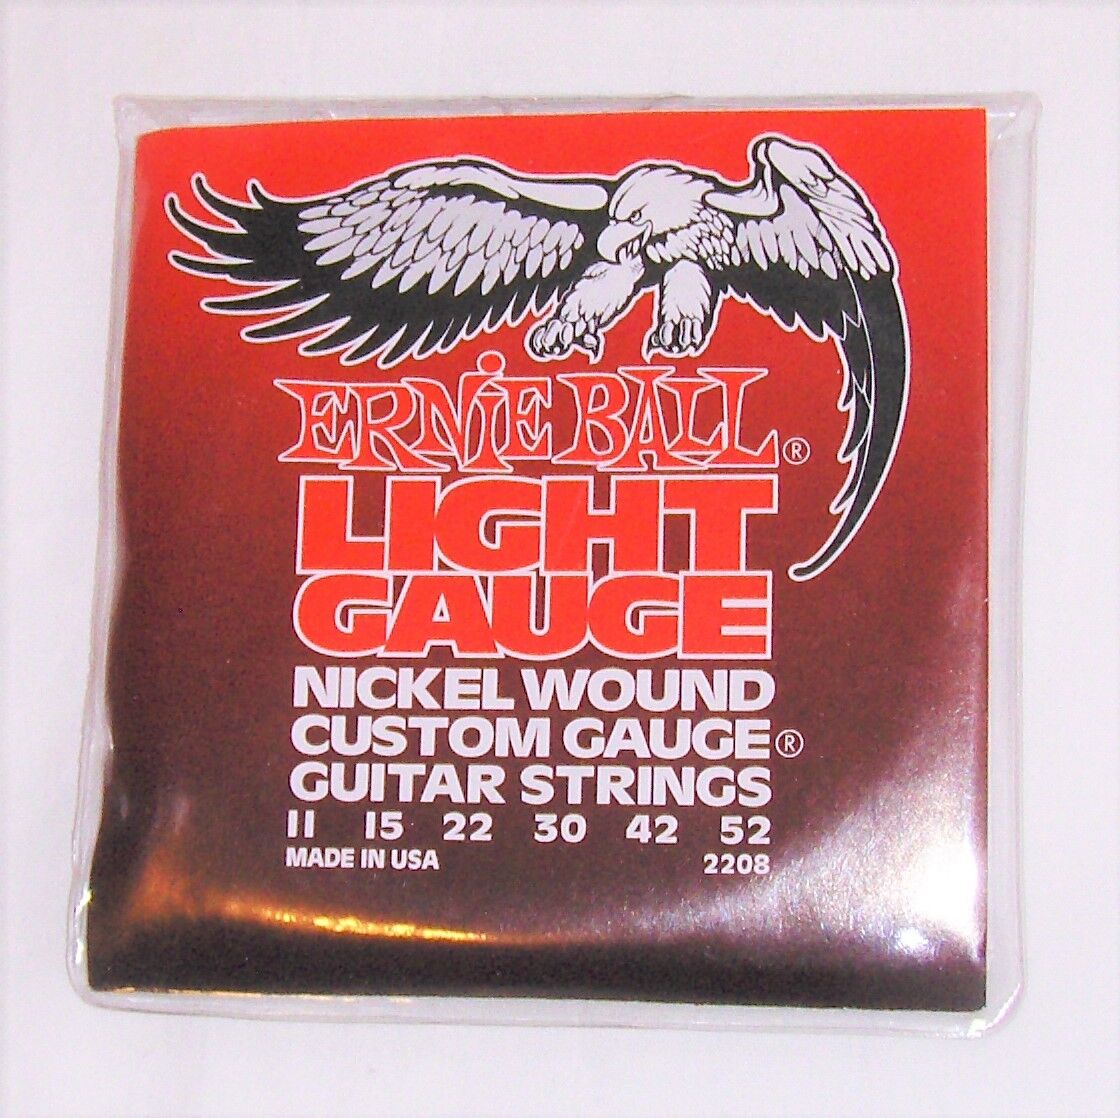 ERNIE BALL®
LIGHT
GAUGE
NICKEL WOUND
CUSTOM GAUGE®
GUITAR STRINGS
11 15 22 30 42 52
MADE IN USA 2208